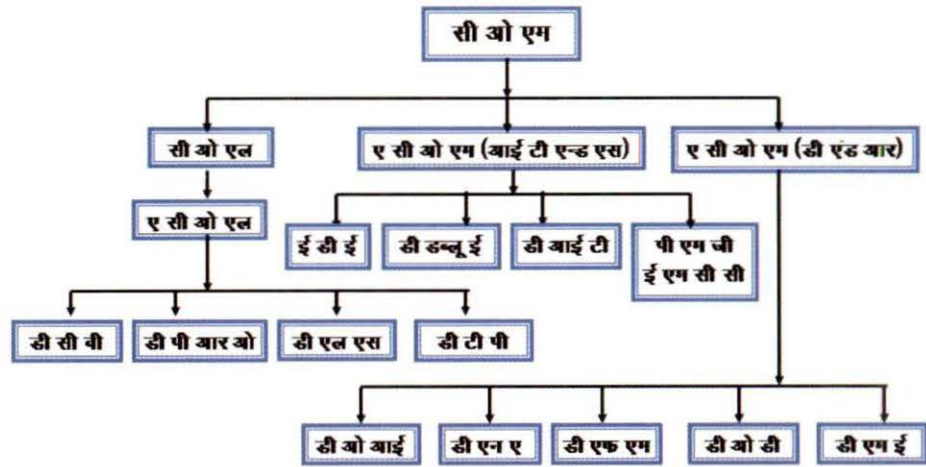 सी ओ एम
सी ओ एल
ए सी ओ एम (आई टी एन्ड एस)
ए सी ओ एम (डी एंड आर)
ए सी ओ एल
ई डी ई
डी डब्लू ई
डी आई टी
पी एम जी
ई एम सी सी
डी सी वी
डी पी आर ओ
डी एल एस
डी टी पी
डी ओ आई
डी एन ए
डी एफ एम
डी ओ डी
डी एम ई